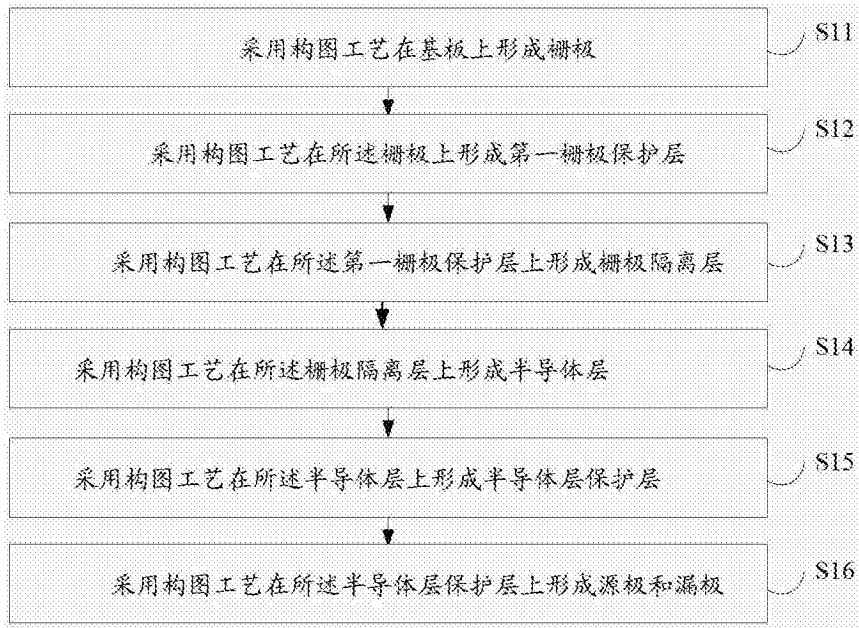 采用构图工艺在基板上形成栅极
S11
采用构图工艺在所述栅极上形成第一栅极保护层
S12
采用构图工艺在所述第一栅极保护层上形成栅极隔离层
S13
采用构图工艺在所述栅极隔离层上形成半导体层
S14
采用构图工艺在所述半导体层上形成半导体层保护层
S15
采用构图工艺在所述半导体层保护层上形成源极和漏极
S16